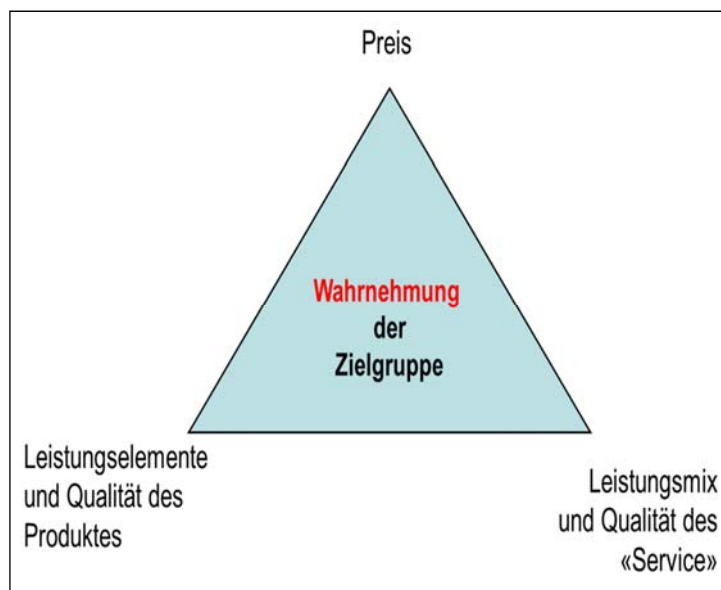 Preis
Wahrnehmung
der
Zielgruppe
Leistungselemente
und Qualität des
Produktes
Leistungsmix
und Qualität des
«Service»